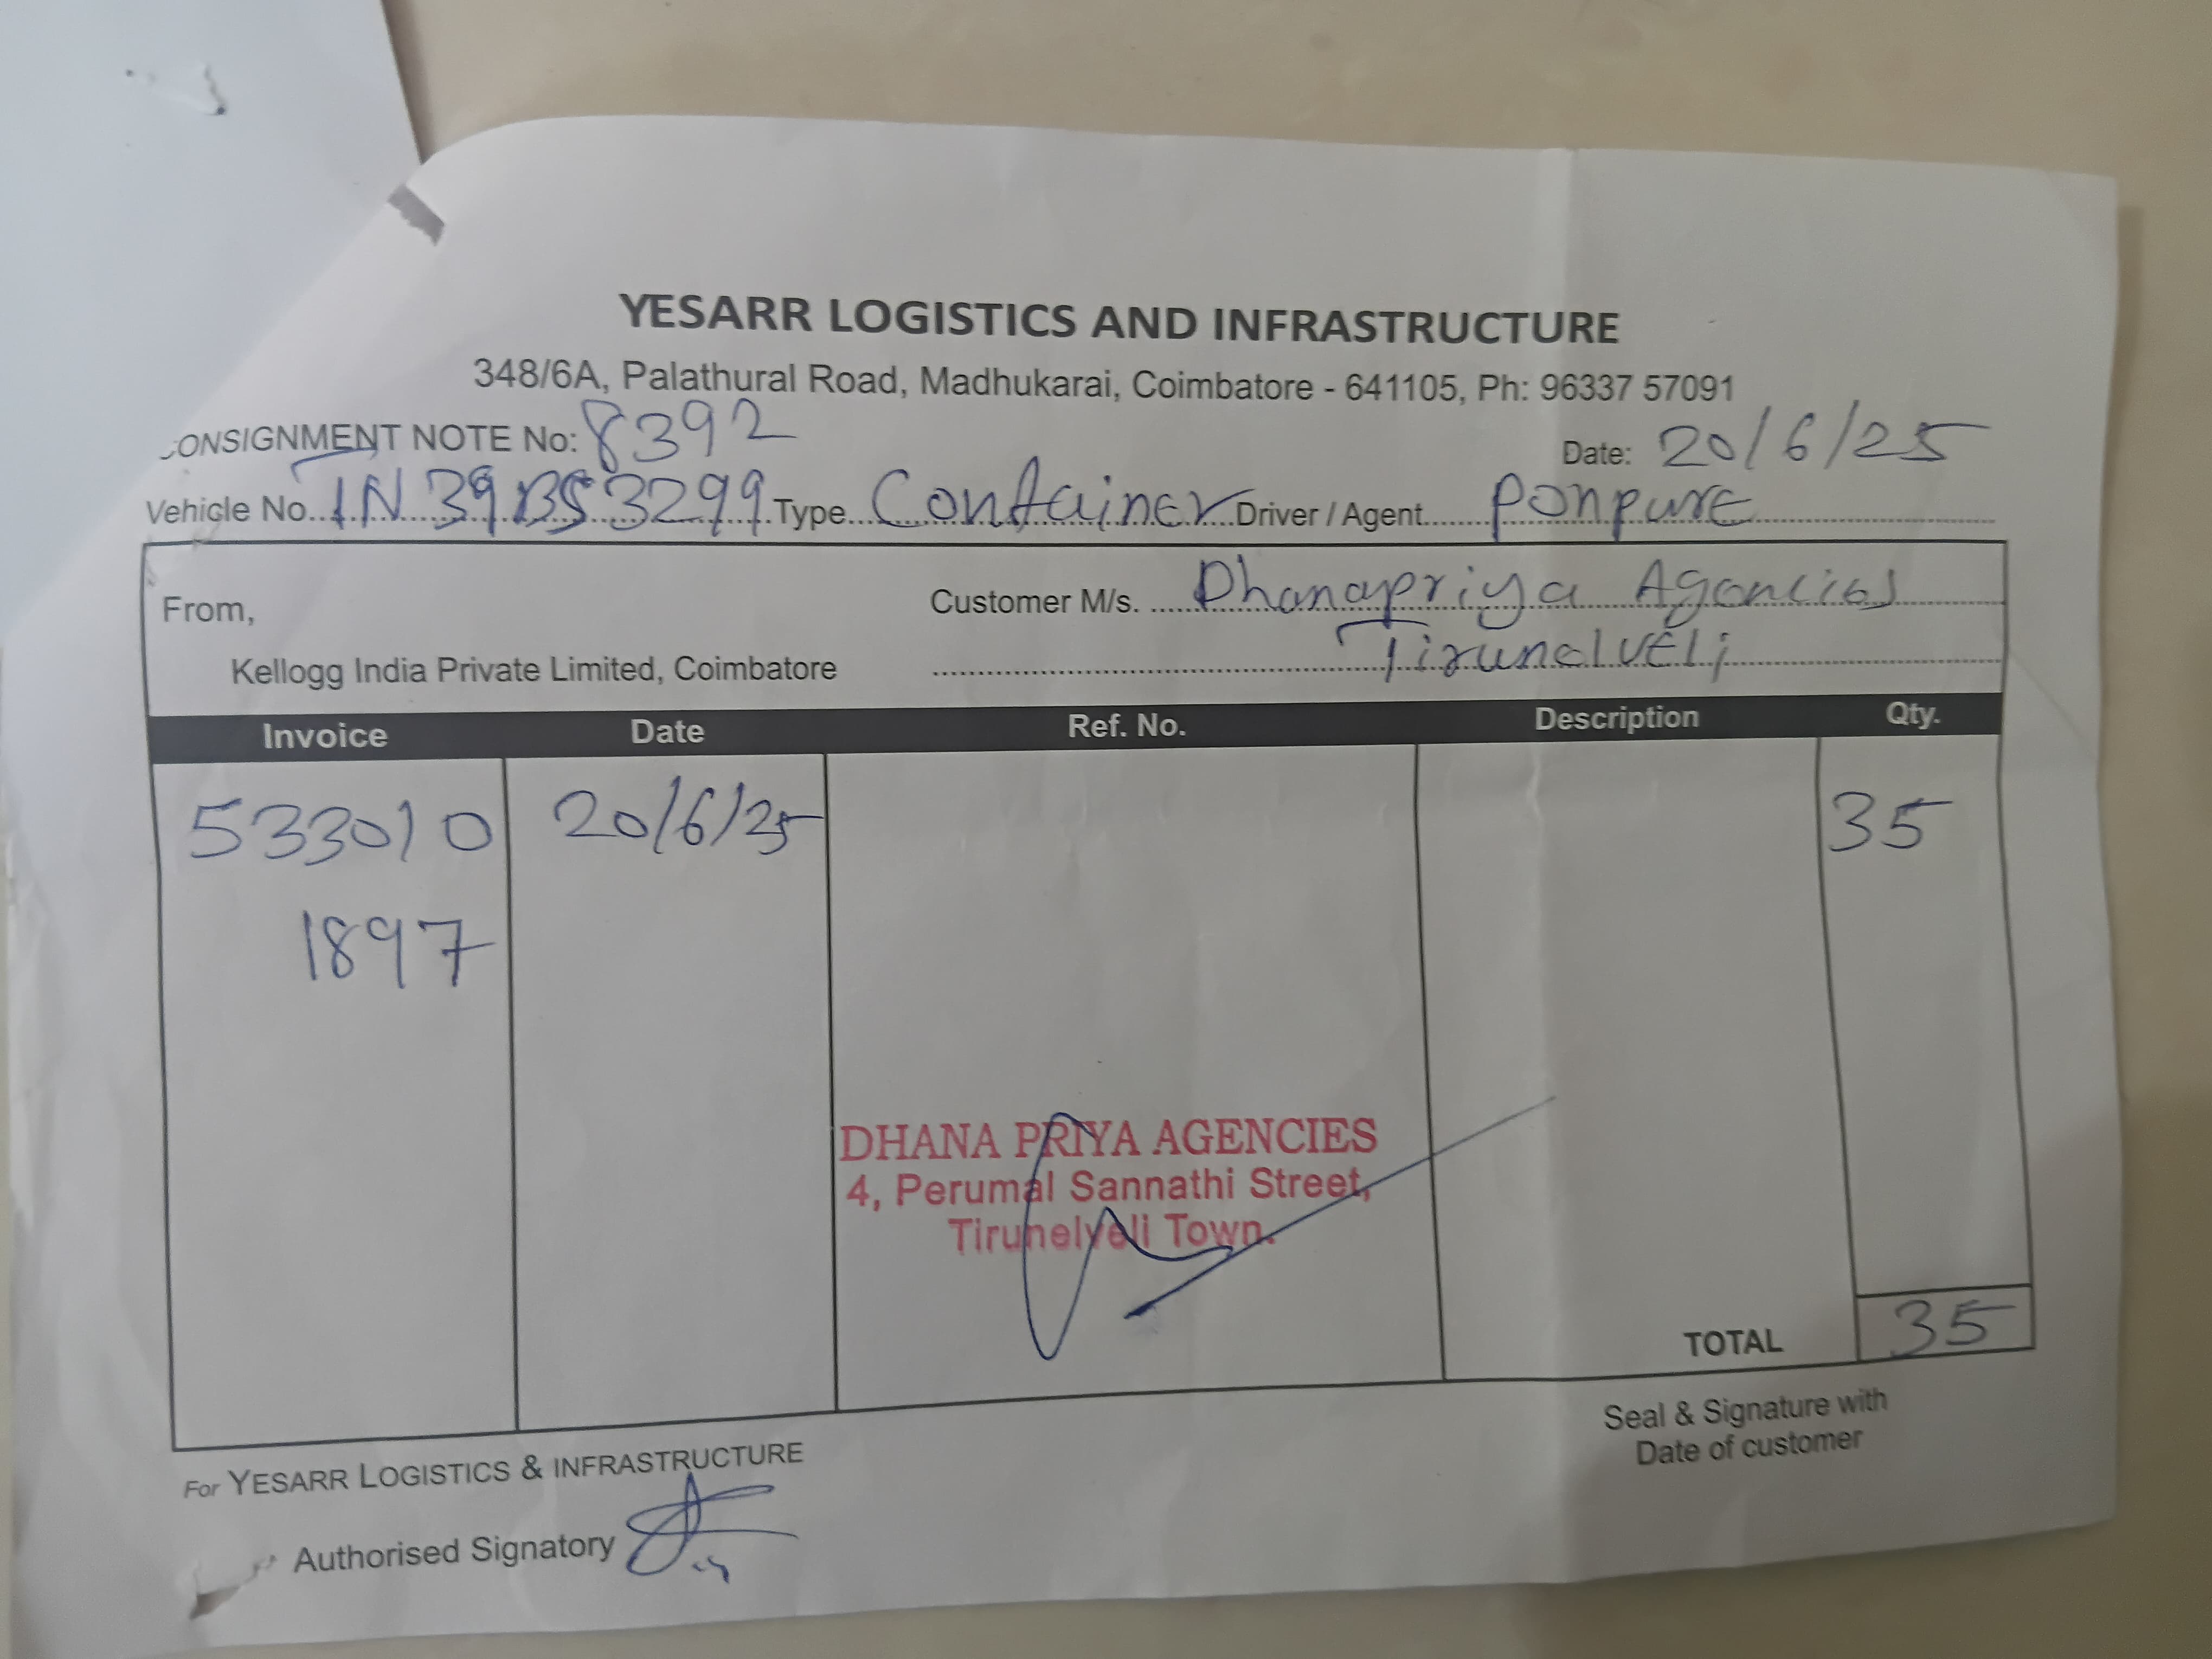 YESARR LOGISTICS AND INFRASTRUCTURE
348/6A, Palathural Road, Madhukarai, Coimbatore - 641105, Ph: 96337 57091
CONSIGNMENT NOTE No: 8392 Date: 20/6/25
Vehicle No. TN 39 BS 3299 Type Container Driver / Agent Ponpure
From, Customer M/s. Dhanapriya Agencies
Kellogg India Private Limited, Coimbatore Tirunelveli
Invoice Date Ref. No. Description Qty.
533010 20/6/25 35
1897
DHANA PRIYA AGENCIES
4, Perumal Sannathi Street,
Tirunelveli Town.
TOTAL 35
Seal & Signature with
Date of customer
For YESARR LOGISTICS & INFRASTRUCTURE
Authorised Signatory